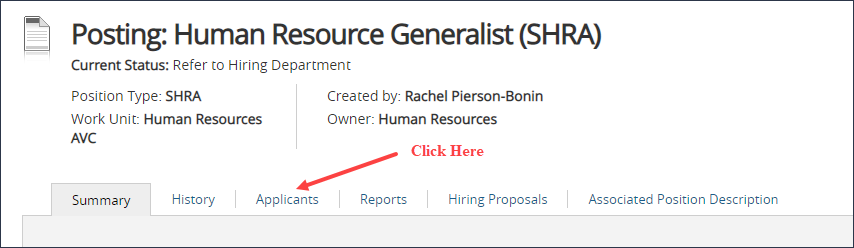 Posting: Human Resource Generalist (SHRA)
Current Status: Refer to Hiring Department
Position Type: SHRA
Work Unit: Human Resources
AVC
Created by: Rachel Pierson-Bonin
Owner: Human Resources
Click Here
Summary History Applicants Reports Hiring Proposals Associated Position Description